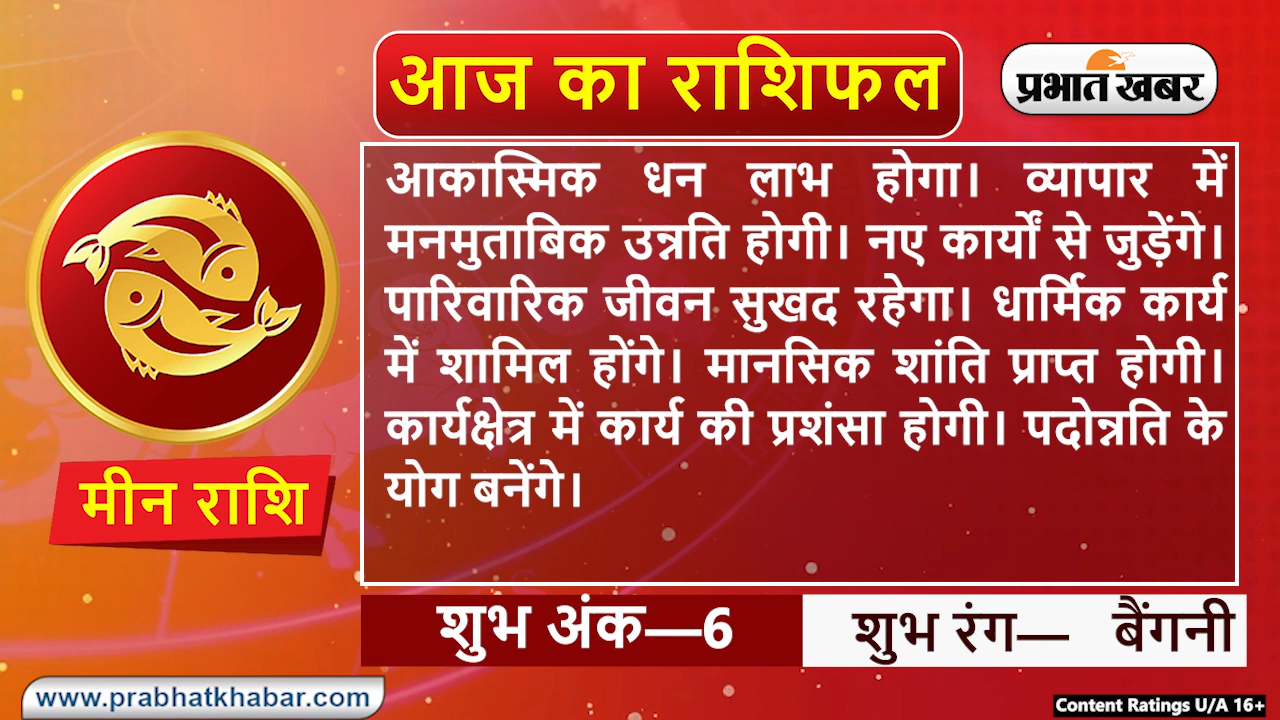 आज का राशिफल
प्रभात खबर
आकास्मिक धन लाभ होगा। व्यापार में
मनमुताबिक उन्नति होगी। नए कार्यों से जुड़ेंगे।
पारिवारिक जीवन सुखद रहेगा। धार्मिक कार्य
में शामिल होंगे। मानसिक शांति प्राप्त होगी।
कार्यक्षेत्र में कार्य की प्रशंसा होगी। पदोन्नति के
योग बनेंगे।
मीन राशि
शुभ अंक—6
शुभ रंग— बैंगनी
www.prabhatkhabar.com
Content Ratings U/A 16+